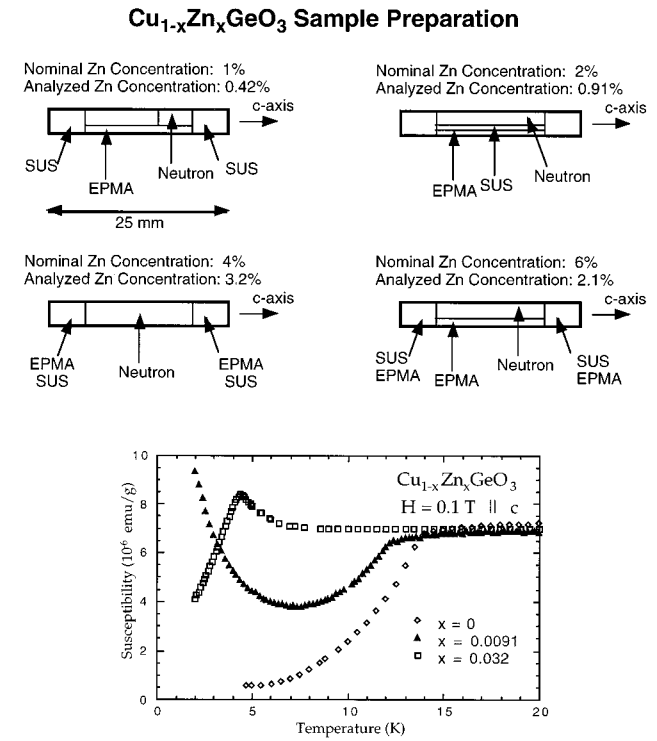 Cu1-xZnxGeO3 Sample Preparation
Nominal Zn Concentration: 1%
Analyzed Zn Concentration: 0.42%
c-axis
SUS
EPMA
Neutron
SUS
25 mm
Nominal Zn Concentration: 2%
Analyzed Zn Concentration: 0.91%
c-axis
EPMA
SUS
Neutron
Nominal Zn Concentration: 4%
Analyzed Zn Concentration: 3.2%
c-axis
EPMA
SUS
Neutron
EPMA
SUS
Nominal Zn Concentration: 6%
Analyzed Zn Concentration: 2.1%
c-axis
SUS
EPMA
EPMA
Neutron
SUS
EPMA
Susceptibility (10-6 emu/g)
10
8
6
4
2
0
Cu1-xZnxGeO3
H = 0.1 T || c
x = 0
x = 0.0091
x = 0.032
0 5 10 15 20
Temperature (K)